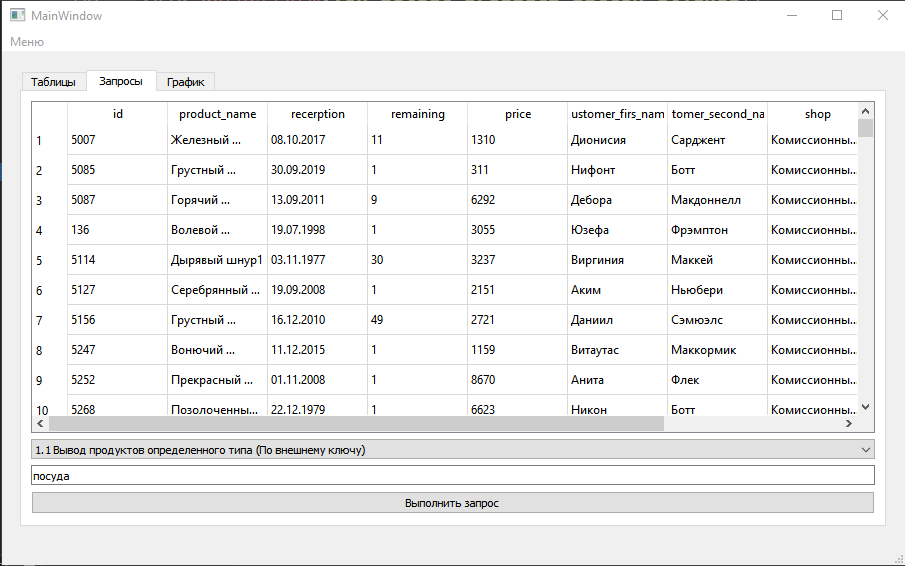 MainWindow
Меню
Таблицы Запросы График
id product_name recerption remaining price ustomer_firs_nam tomer_second_na shop
1 5007 Железный ... 08.10.2017 11 1310 Дионисия Сарджент Комиссионны...
2 5085 Грустный ... 30.09.2019 1 311 Нифонт Ботт Комиссионны...
3 5087 Горячий ... 13.09.2011 9 6292 Дебора Макдоннелл Комиссионны...
4 136 Волевой ... 19.07.1998 1 3055 Юзефа Фрэмптон Комиссионны...
5 5114 Дырявый шнур1 03.11.1977 30 3237 Виргиния Маккей Комиссионны...
6 5127 Серебрянный ... 19.09.2008 1 2151 Аким Ньюбери Комиссионны...
7 5156 Грустный ... 16.12.2010 49 2721 Даниил Сэмюэлс Комиссионны...
8 5247 Вонючий ... 11.12.2015 1 1159 Витаутас Маккормик Комиссионны...
9 5252 Прекрасный ... 01.11.2008 1 8670 Анита Флек Комиссионны...
10 5268 Позолоченны... 22.12.1979 1 6623 Никон Ботт Комиссионны...
1.1 Вывод продуктов определенного типа (По внешнему ключу)
посуда
Выполнить запрос